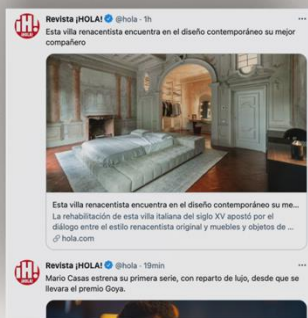 ¡HOLA!
Revista ¡HOLA! @hola · 1h
Esta villa renacentista encuentra en el diseño contemporáneo su mejor
compañero
Esta villa renacentista encuentra en el diseño contemporáneo su me...
La rehabilitación de esta villa italiana del siglo XV apostó por el
diálogo entre el estilo renacentista original y muebles y objetos de ...
hola.com
¡HOLA!
Revista ¡HOLA! @hola · 19min
Mario Casas estrena su primera serie, con reparto de lujo, desde que se
llevara el premio Goya.